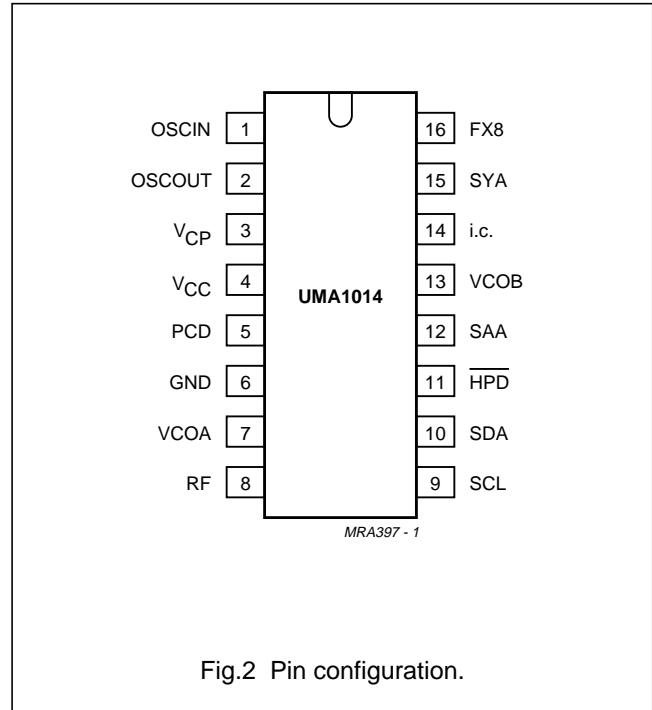 OSCIN 1 16 FX8
OSCOUT 2 15 SYA
VCP 3 14 i.c.
VCC 4 13 VCOB
UMA1014
PCD 5 12 SAA
GND 6 11 HPD
VCOA 7 10 SDA
RF 8 9 SCL
MRA397 - 1
Fig.2 Pin configuration.